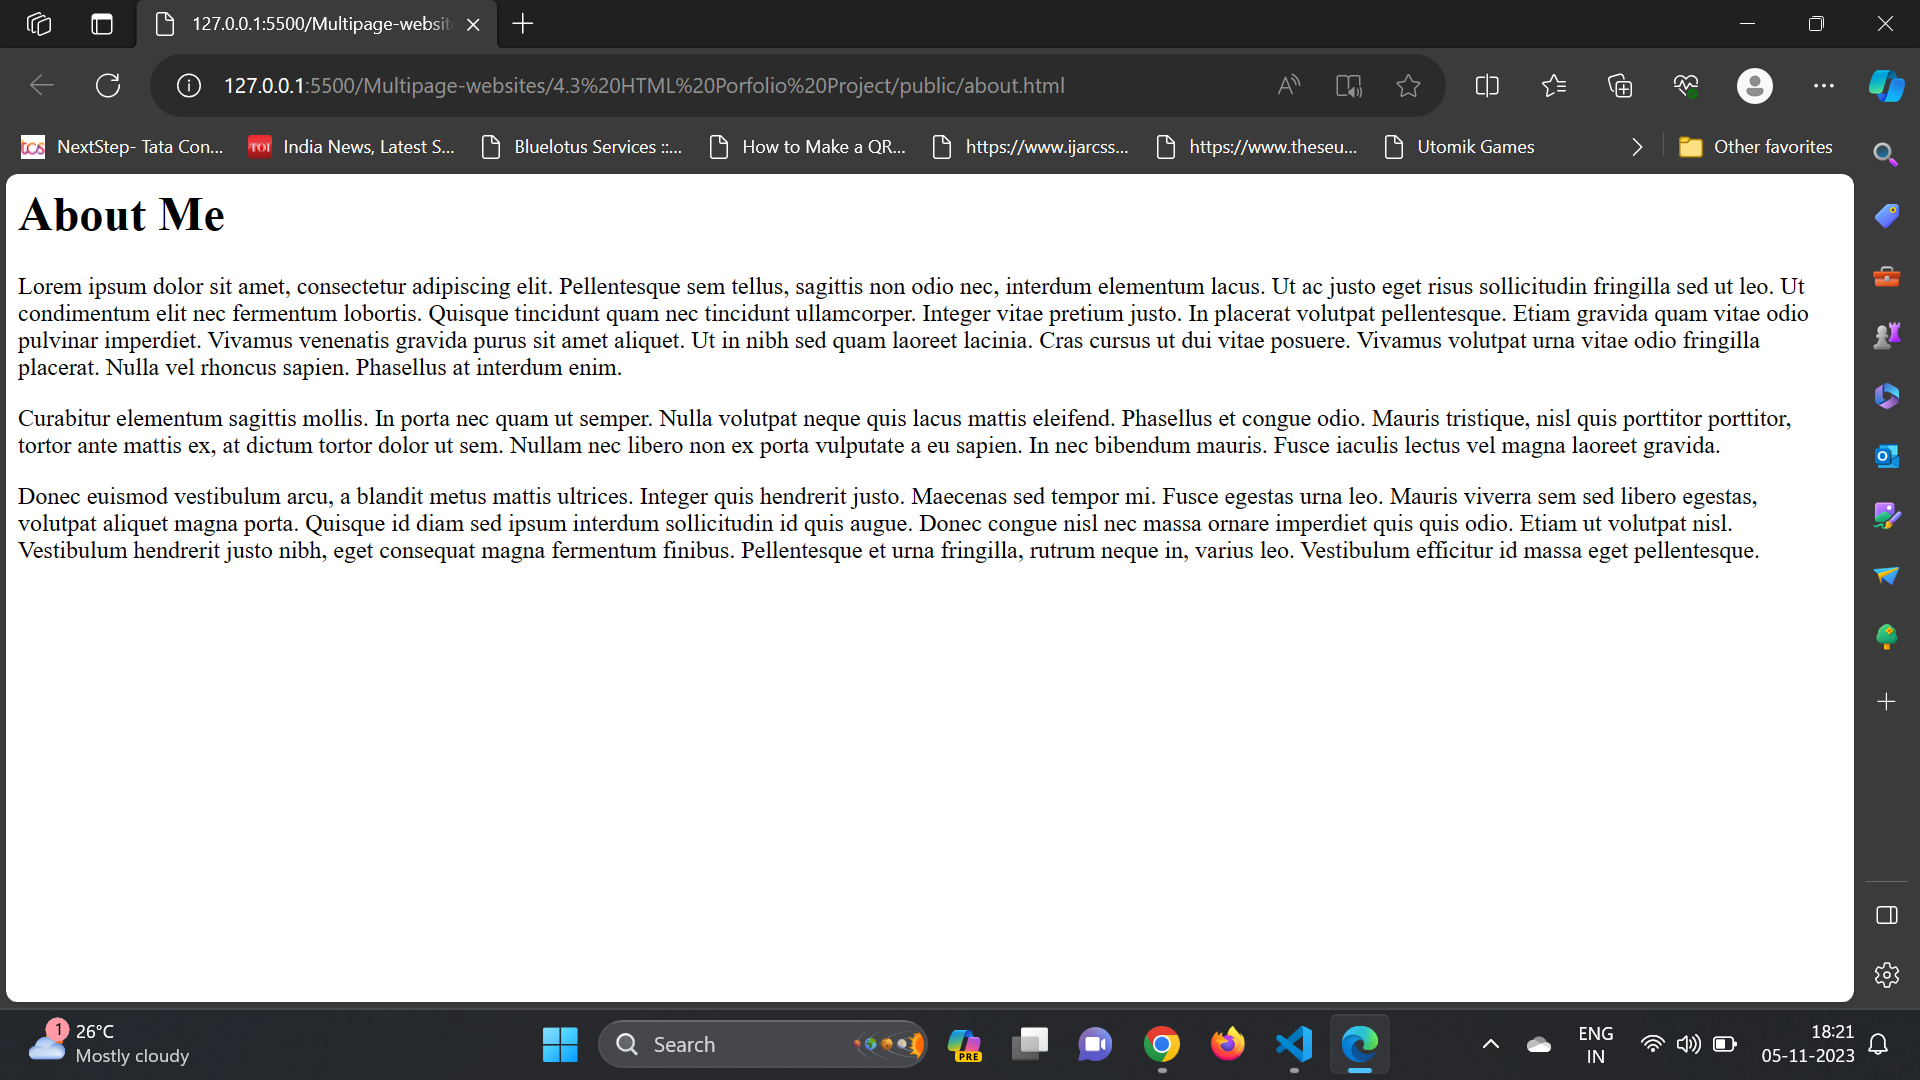 127.0.0.1:5500/Multipage-websit
127.0.0.1:5500/Multipage-websites/4.3%20HTML%20Porfolio%20Project/public/about.html
tcs NextStep- Tata Con... TOI India News, Latest S... Bluelotus Services ::... How to Make a QR... https://www.ijarcss... https://www.theseu... Utomik Games Other favorites
About Me
Lorem ipsum dolor sit amet, consectetur adipiscing elit. Pellentesque sem tellus, sagittis non odio nec, interdum elementum lacus. Ut ac justo eget risus sollicitudin fringilla sed ut leo. Ut
condimentum elit nec fermentum lobortis. Quisque tincidunt quam nec tincidunt ullamcorper. Integer vitae pretium justo. In placerat volutpat pellentesque. Etiam gravida quam vitae odio
pulvinar imperdiet. Vivamus venenatis gravida purus sit amet aliquet. Ut in nibh sed quam laoreet lacinia. Cras cursus ut dui vitae posuere. Vivamus volutpat urna vitae odio fringilla
placerat. Nulla vel rhoncus sapien. Phasellus at interdum enim.
Curabitur elementum sagittis mollis. In porta nec quam ut semper. Nulla volutpat neque quis lacus mattis eleifend. Phasellus et congue odio. Mauris tristique, nisl quis porttitor porttitor,
tortor ante mattis ex, at dictum tortor dolor ut sem. Nullam nec libero non ex porta vulputate a eu sapien. In nec bibendum mauris. Fusce iaculis lectus vel magna laoreet gravida.
Donec euismod vestibulum arcu, a blandit metus mattis ultrices. Integer quis hendrerit justo. Maecenas sed tempor mi. Fusce egestas urna leo. Mauris viverra sem sed libero egestas,
volutpat aliquet magna porta. Quisque id diam sed ipsum interdum sollicitudin id quis augue. Donec congue nisl nec massa ornare imperdiet quis quis odio. Etiam ut volutpat nisl.
Vestibulum hendrerit justo nibh, eget consequat magna fermentum finibus. Pellentesque et urna fringilla, rutrum neque in, varius leo. Vestibulum efficitur id massa eget pellentesque.
1 26°C
Mostly cloudy
Search
PRE
ENG
IN
18:21
05-11-2023